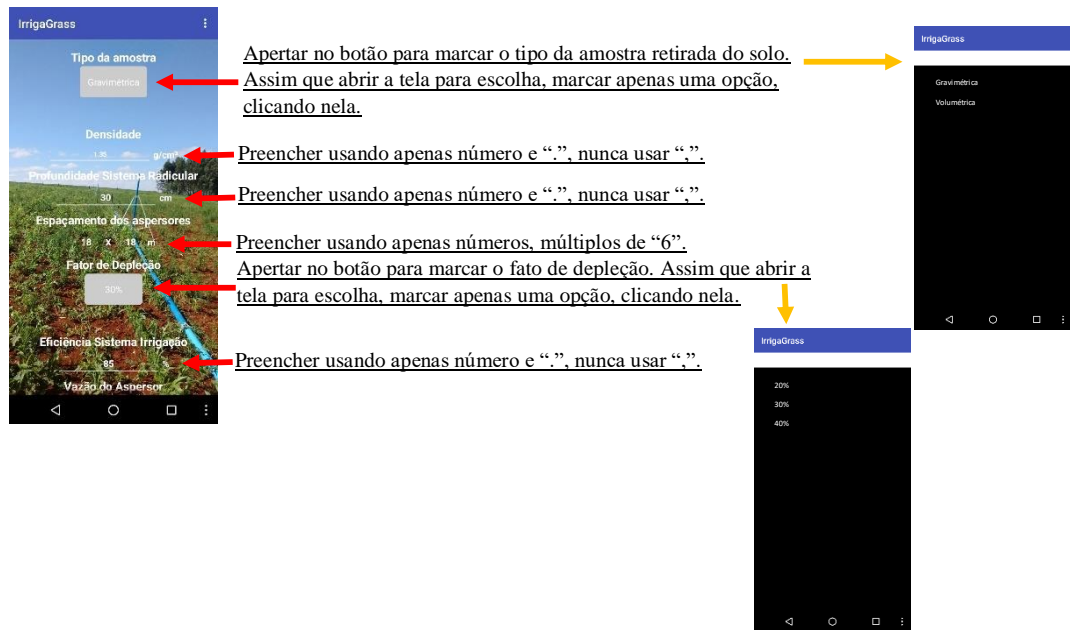 IrrigaGrass
Tipo da amostra
Gravimétrica
Densidade
1.30 g/cm³
Profundidade Sistema Radicular
30 cm
Espaçamento dos aspersores
18 X 18 m
Fator de Depleção
30%
Eficiência Sistema Irrigação
85 %
Vazão do Aspersor
Apertar no botão para marcar o tipo da amostra retirada do solo.
Assim que abrir a tela para escolha, marcar apenas uma opção,
clicando nela.
Preencher usando apenas número e “.”, nunca usar “,”.
Preencher usando apenas número e “.”, nunca usar “,”.
Preencher usando apenas números, múltiplos de “6”.
Apertar no botão para marcar o fato de depleção. Assim que abrir a
tela para escolha, marcar apenas uma opção, clicando nela.
Preencher usando apenas número e “.”, nunca usar “,”.
IrrigaGrass
Gravimétrica
Volumétrica
IrrigaGrass
20%
30%
40%